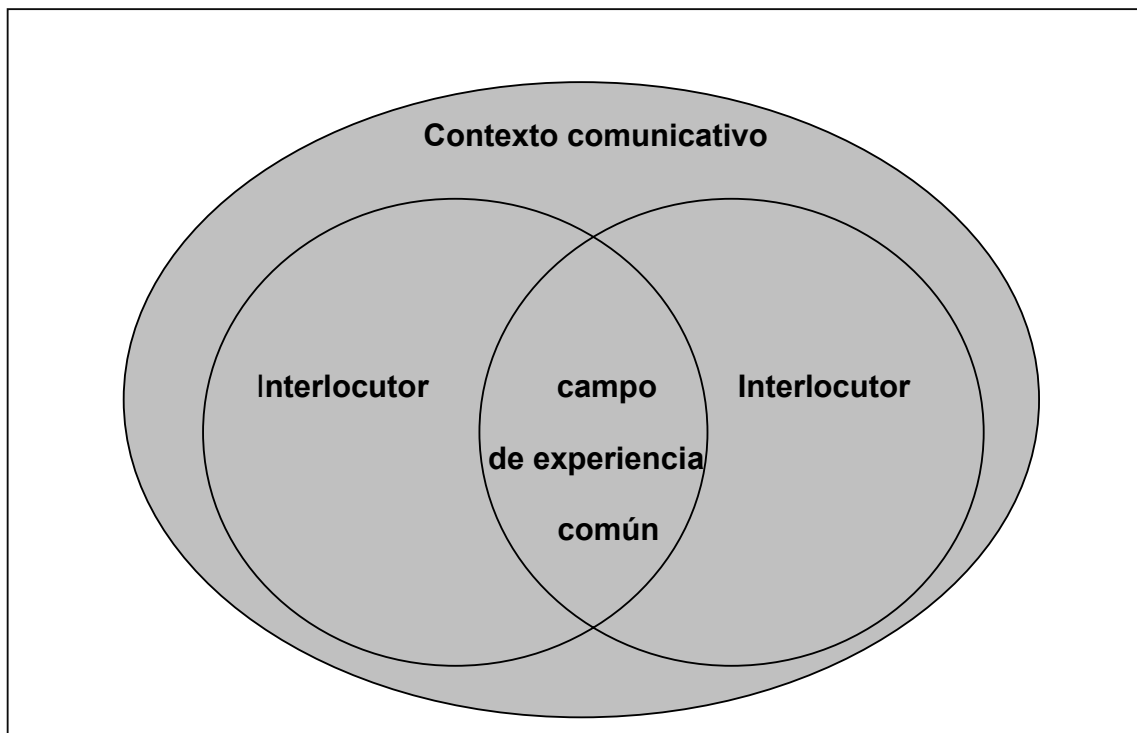 Contexto comunicativo
Interlocutor campo Interlocutor
de experiencia
común